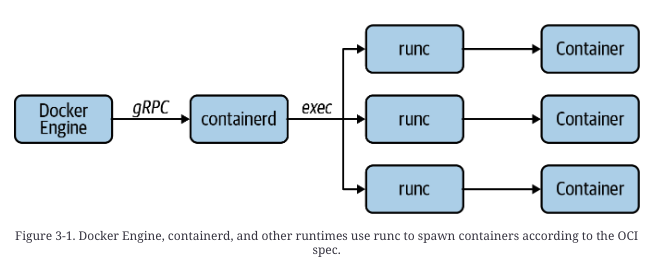 runc
Container
Docker
Engine
gRPC
containerd
exec
runc
Container
runc
Container
Figure 3-1. Docker Engine, containerd, and other runtimes use runc to spawn containers according to the OCI
spec.